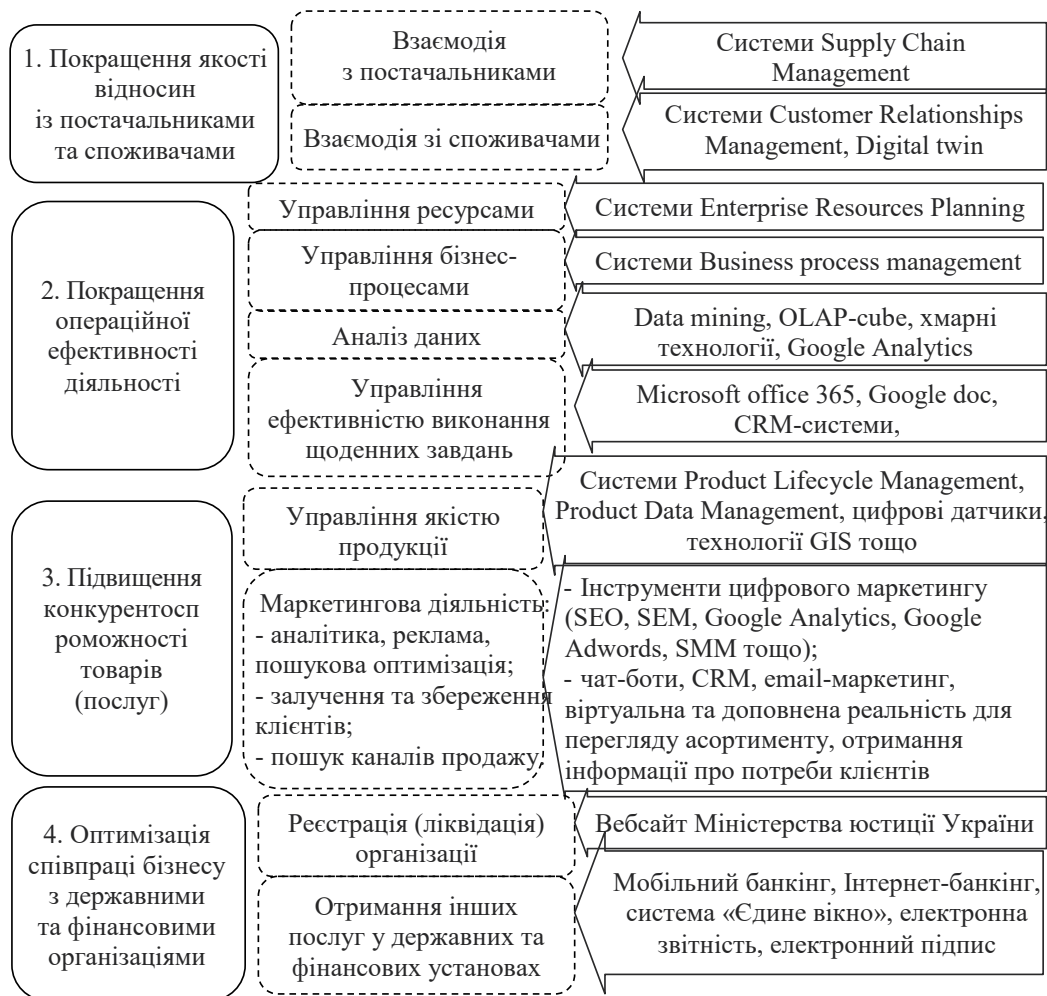 1. Покращення якості
відносин
із постачальниками
та споживачами
Взаємодія
з постачальниками
Системи Supply Chain
Management
Взаємодія зі споживачами
Системи Customer Relationships
Management, Digital twin
2. Покращення
операційної
ефективності
діяльності
Управління ресурсами
Системи Enterprise Resources Planning
Управління бізнес-
процесами
Системи Business process management
Аналіз даних
Data mining, OLAP-cube, хмарні
технології, Google Analytics
Управління
ефективністю виконання
щоденних завдань
Microsoft office 365, Google doc,
CRM-системи,
3. Підвищення
конкурентосп
роможності
товарів
(послуг)
Управління якістю
продукції
Системи Product Lifecycle Management,
Product Data Management, цифрові датчики,
технології GIS тощо
Маркетингова діяльність:
- аналітика, реклама,
пошукова оптимізація;
- залучення та збереження
клієнтів;
- пошук каналів продажу
- Інструменти цифрового маркетингу
(SEO, SEM, Google Analytics, Google
Adwords, SMM тощо);
- чат-боти, CRM, email-маркетинг,
віртуальна та доповнена реальність для
перегляду асортименту, отримання
інформації про потреби клієнтів
4. Оптимізація
співпраці бізнесу
з державними
та фінансовими
організаціями
Реєстрація (ліквідація)
організації
Вебсайт Міністерства юстиції України
Отримання інших
послуг у державних та
фінансових установах
Мобільний банкінг, Інтернет-банкінг,
система «Єдине вікно», електронна
звітність, електронний підпис